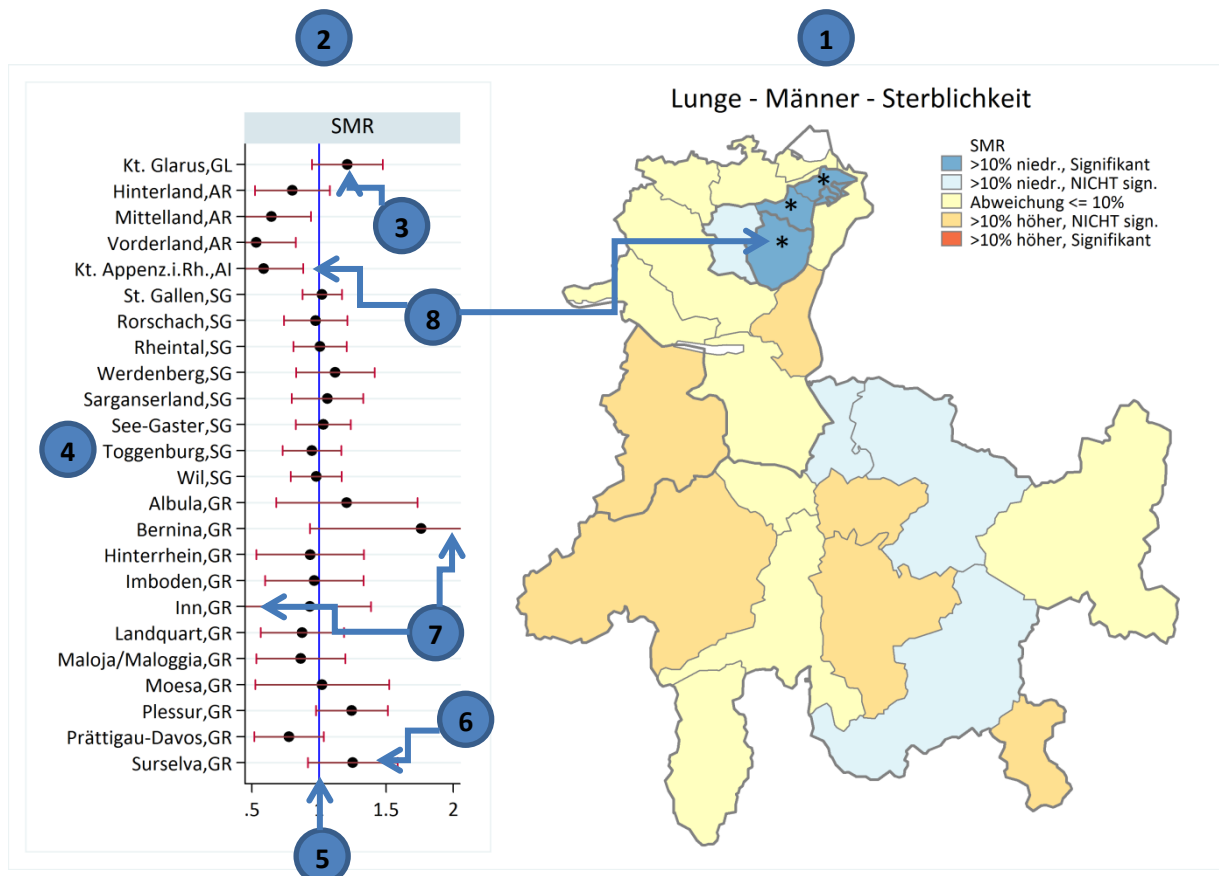 2
1
SMR
Kt. Glarus,GL
Hinterland,AR
Mittelland,AR
Vorderland,AR
Kt. Appenz.i.Rh.,AI
St. Gallen,SG
Rorschach,SG
Rheintal,SG
Werdenberg,SG
Sarganserland,SG
See-Gaster,SG
Toggenburg,SG
Wil,SG
Albula,GR
Bernina,GR
Hinterrhein,GR
Imboden,GR
Inn,GR
Landquart,GR
Maloja/Maloggia,GR
Moesa,GR
Plessur,GR
Prättigau-Davos,GR
Surselva,GR
.5 1 1.5 2
3
4
8
7
6
5
Lunge - Männer - Sterblichkeit
SMR
>10% niedr., Signifikant
>10% niedr., NICHT sign.
Abweichung <= 10%
>10% höher, NICHT sign.
>10% höher, Signifikant
*
*
*